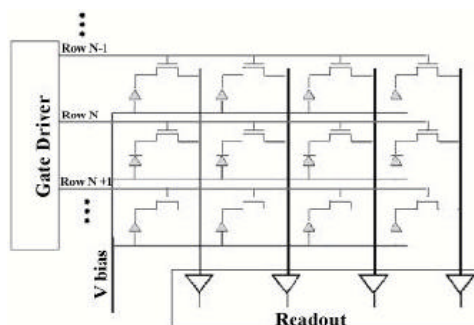 Row N-1
Row N
Row N +1
Gate Driver
V bias
Readout